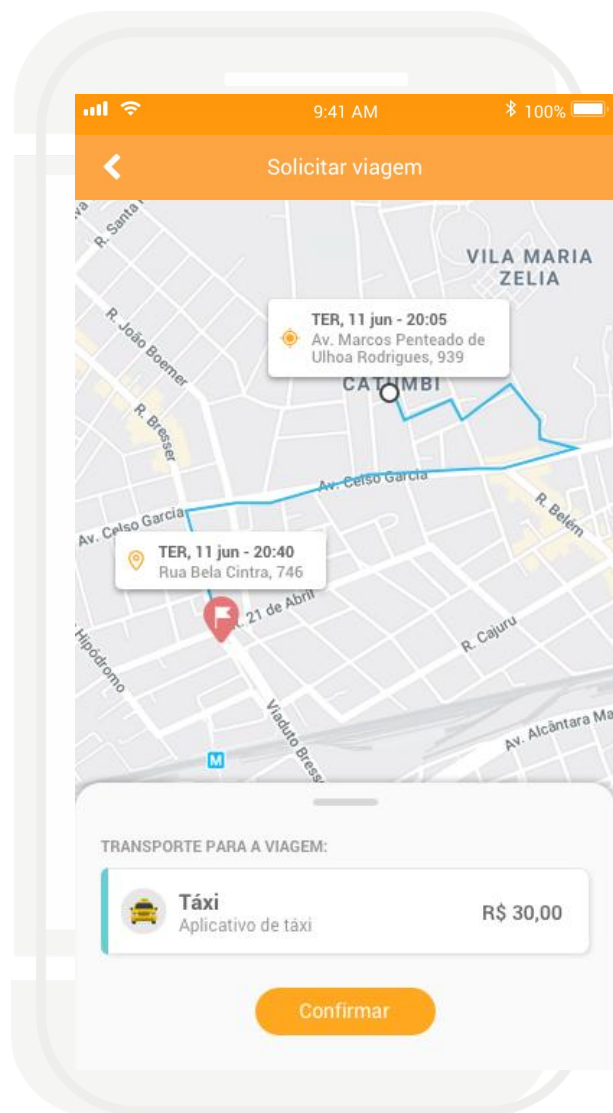 9:41 AM
100%
Solicitar viagem
R. Santa
VILA MARIA
ZELIA
R. João Boemer
TER, 11 jun - 20:05
Av. Marcos Penteado de
Ulhoa Rodrigues, 939
CATUMBI
R. Bresser
Av. Celso Garcia
R. Belém
Av. Celso Garcia
TER, 11 jun - 20:40
Rua Bela Cintra, 746
R. 21 de Abril
R. Cajuru
Hipódromo
Viaduto Bress
Av. Alcântara Ma
M
TRANSPORTE PARA A VIAGEM:
Táxi
R$ 30,00
Aplicativo de táxi
Confirmar